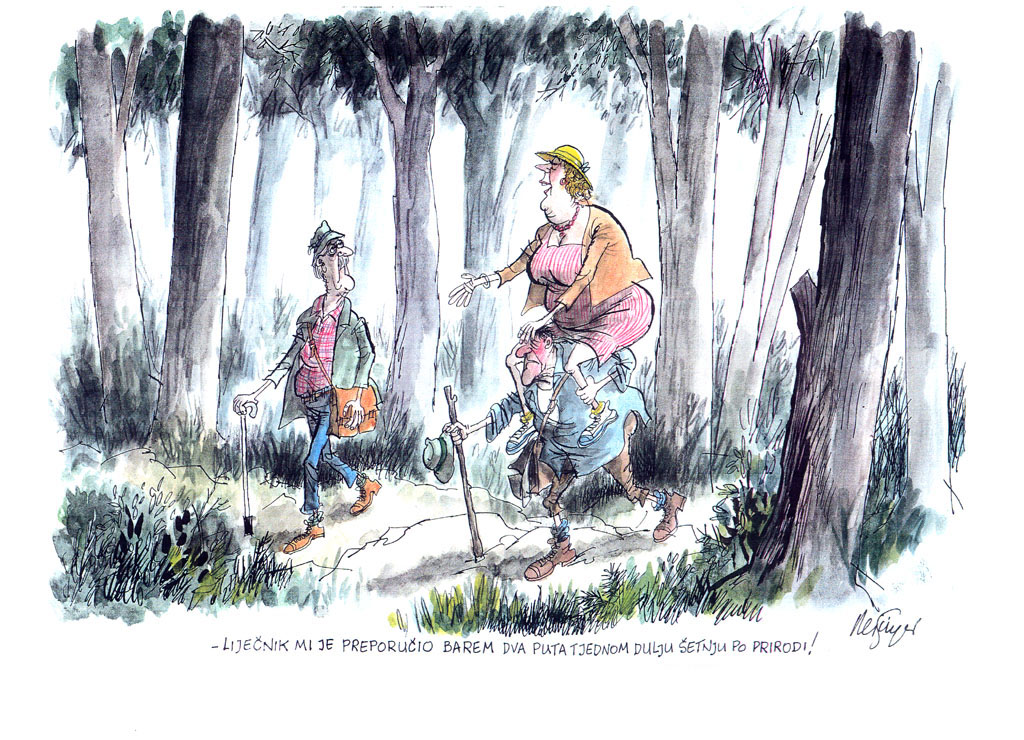 - LIJEČNIK MI JE PREPORUČIO BAREM DVA PUTA TJEDNOM DULJU ŠETNJU PO PRIRODI!